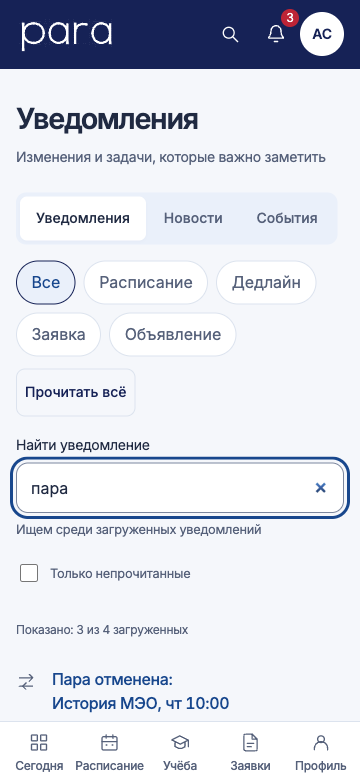 para
3
AC
Уведомления
Изменения и задачи, которые важно заметить
Уведомления Новости События
Все Расписание Дедлайн
Заявка Объявление
Прочитать всё
Найти уведомление
пара
Ищем среди загруженных уведомлений
Только непрочитанные
Показано: 3 из 4 загруженных
Пара отменена:
История МЭО, чт 10:00
Сегодня Расписание Учёба Заявки Профиль